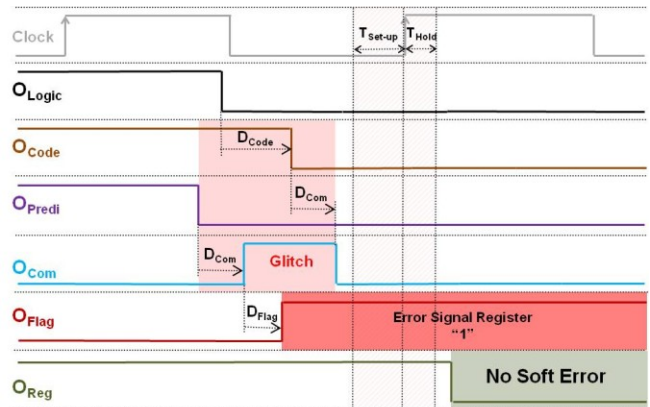 Clock
TSet-up
THold
OLogic
OCode
DCode
OPredi
DCom
OCom
DCom
Glitch
OFlag
DFlag
Error Signal Register
“1”
OReg
No Soft Error